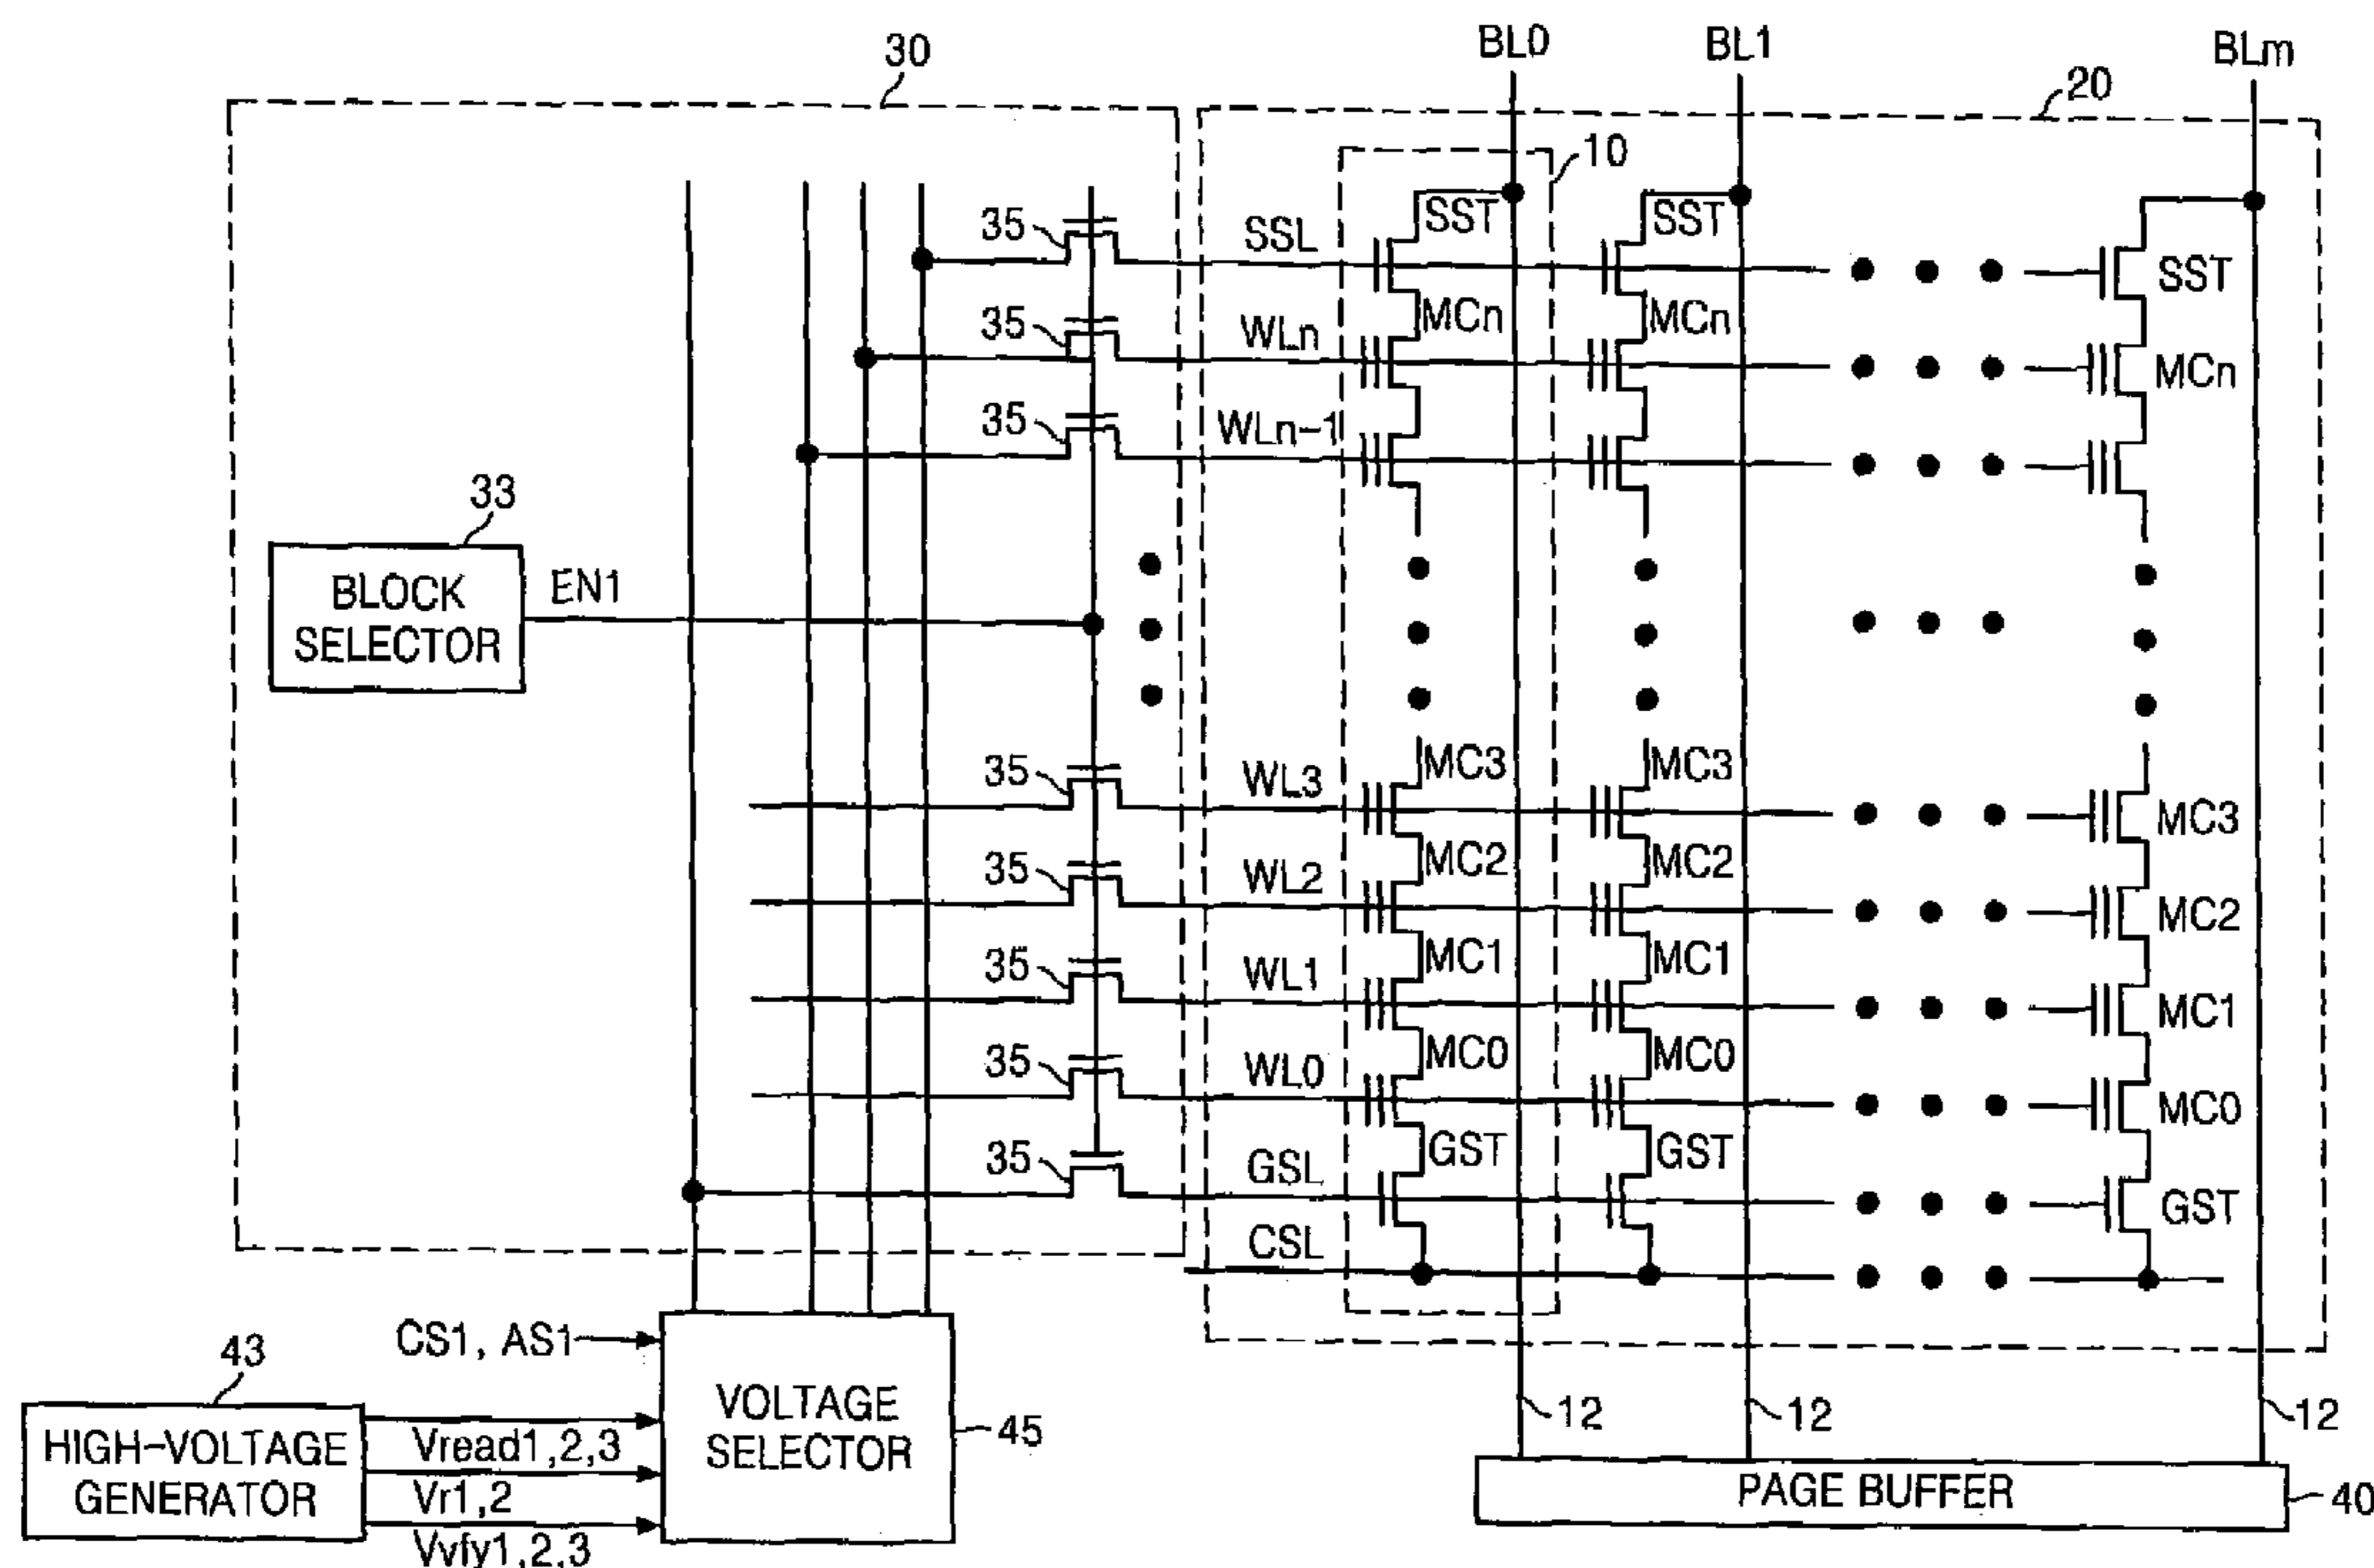 30
BL0
BL1
BLm
20
10
35
SSL
SST
SST
SST
35
WLn
MCn
MCn
MCn
35
WLn-1
33
BLOCK
SELECTOR
EN1
35
WL3
MC3
MC3
MC3
35
WL2
MC2
MC2
MC2
35
WL1
MC1
MC1
MC1
35
WL0
MC0
MC0
MC0
35
GSL
GST
GST
GST
CSL
CS1, AS1
43
HIGH-VOLTAGE
GENERATOR
Vread1,2,3
Vr1,2
Vvfy1,2,3
VOLTAGE
SELECTOR
45
12
12
12
PAGE BUFFER
40